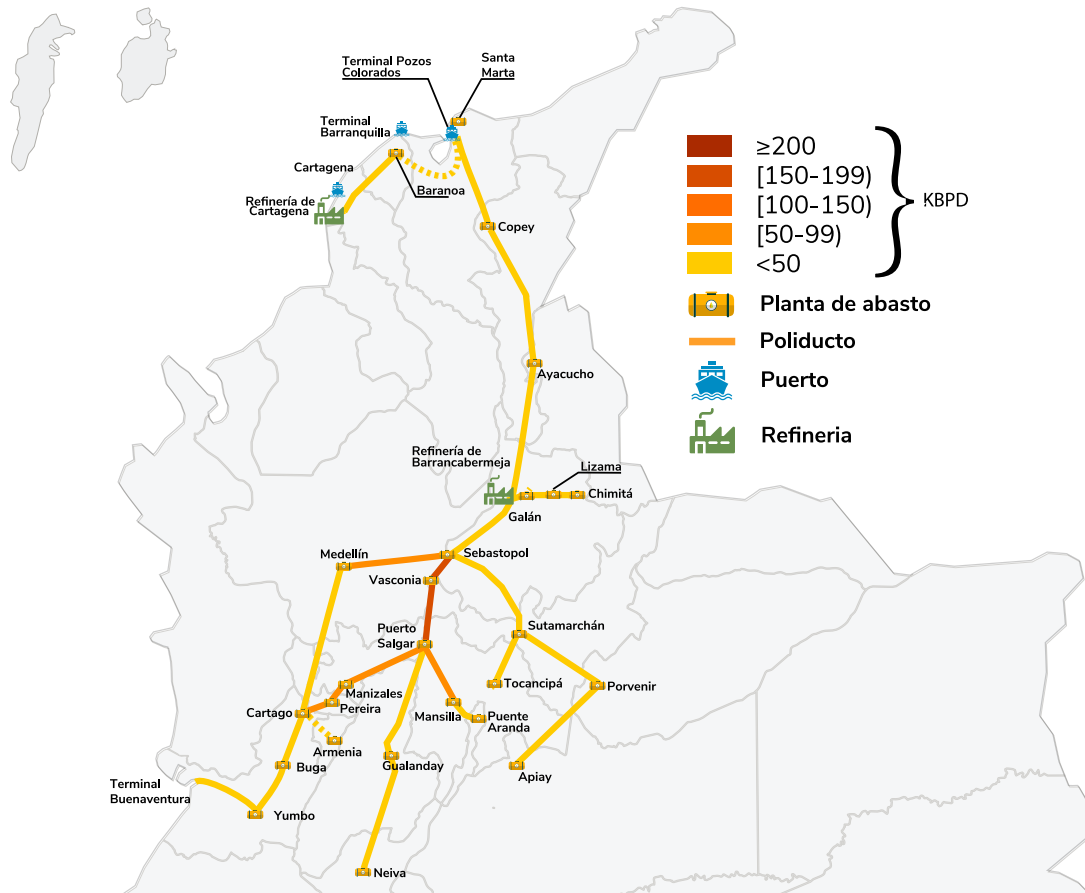 Terminal Pozos
Colorados
Santa
Marta
Terminal
Barranquilla
Cartagena
Baranoa
Refinería de
Cartagena
Copey
≥200
[150-199)
[100-150)
[50-99)
<50
KBPD
Planta de abasto
Poliducto
Puerto
Refineria
Ayacucho
Refinería de
Barrancabermeja
Lizama
Chimitá
Galán
Medellín
Sebastopol
Vasconia
Puerto
Salgar
Sutamarchán
Manizales
Tocancipá
Porvenir
Cartago
Pereira
Mansilla
Puente
Aranda
Armenia
Buga
Gualanday
Apiay
Terminal
Buenaventura
Yumbo
Neiva